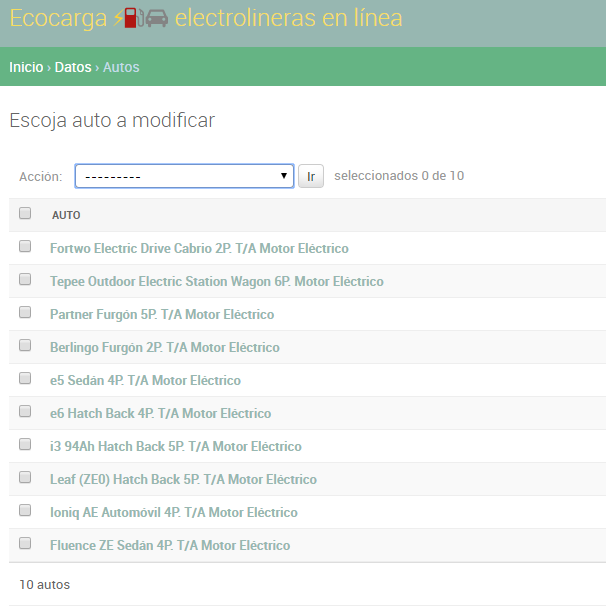 Ecocarga electrolineras en línea
Inicio › Datos › Autos
Escoja auto a modificar
Acción: --------- Ir seleccionados 0 de 10
AUTO
Fortwo Electric Drive Cabrio 2P. T/A Motor Eléctrico
Tepee Outdoor Electric Station Wagon 6P. Motor Eléctrico
Partner Furgón 5P. T/A Motor Eléctrico
Berlingo Furgón 2P. T/A Motor Eléctrico
e5 Sedán 4P. T/A Motor Eléctrico
e6 Hatch Back 4P. T/A Motor Eléctrico
i3 94Ah Hatch Back 5P. T/A Motor Eléctrico
Leaf (ZE0) Hatch Back 5P. T/A Motor Eléctrico
Ioniq AE Automóvil 4P. T/A Motor Eléctrico
Fluence ZE Sedán 4P. T/A Motor Eléctrico
10 autos